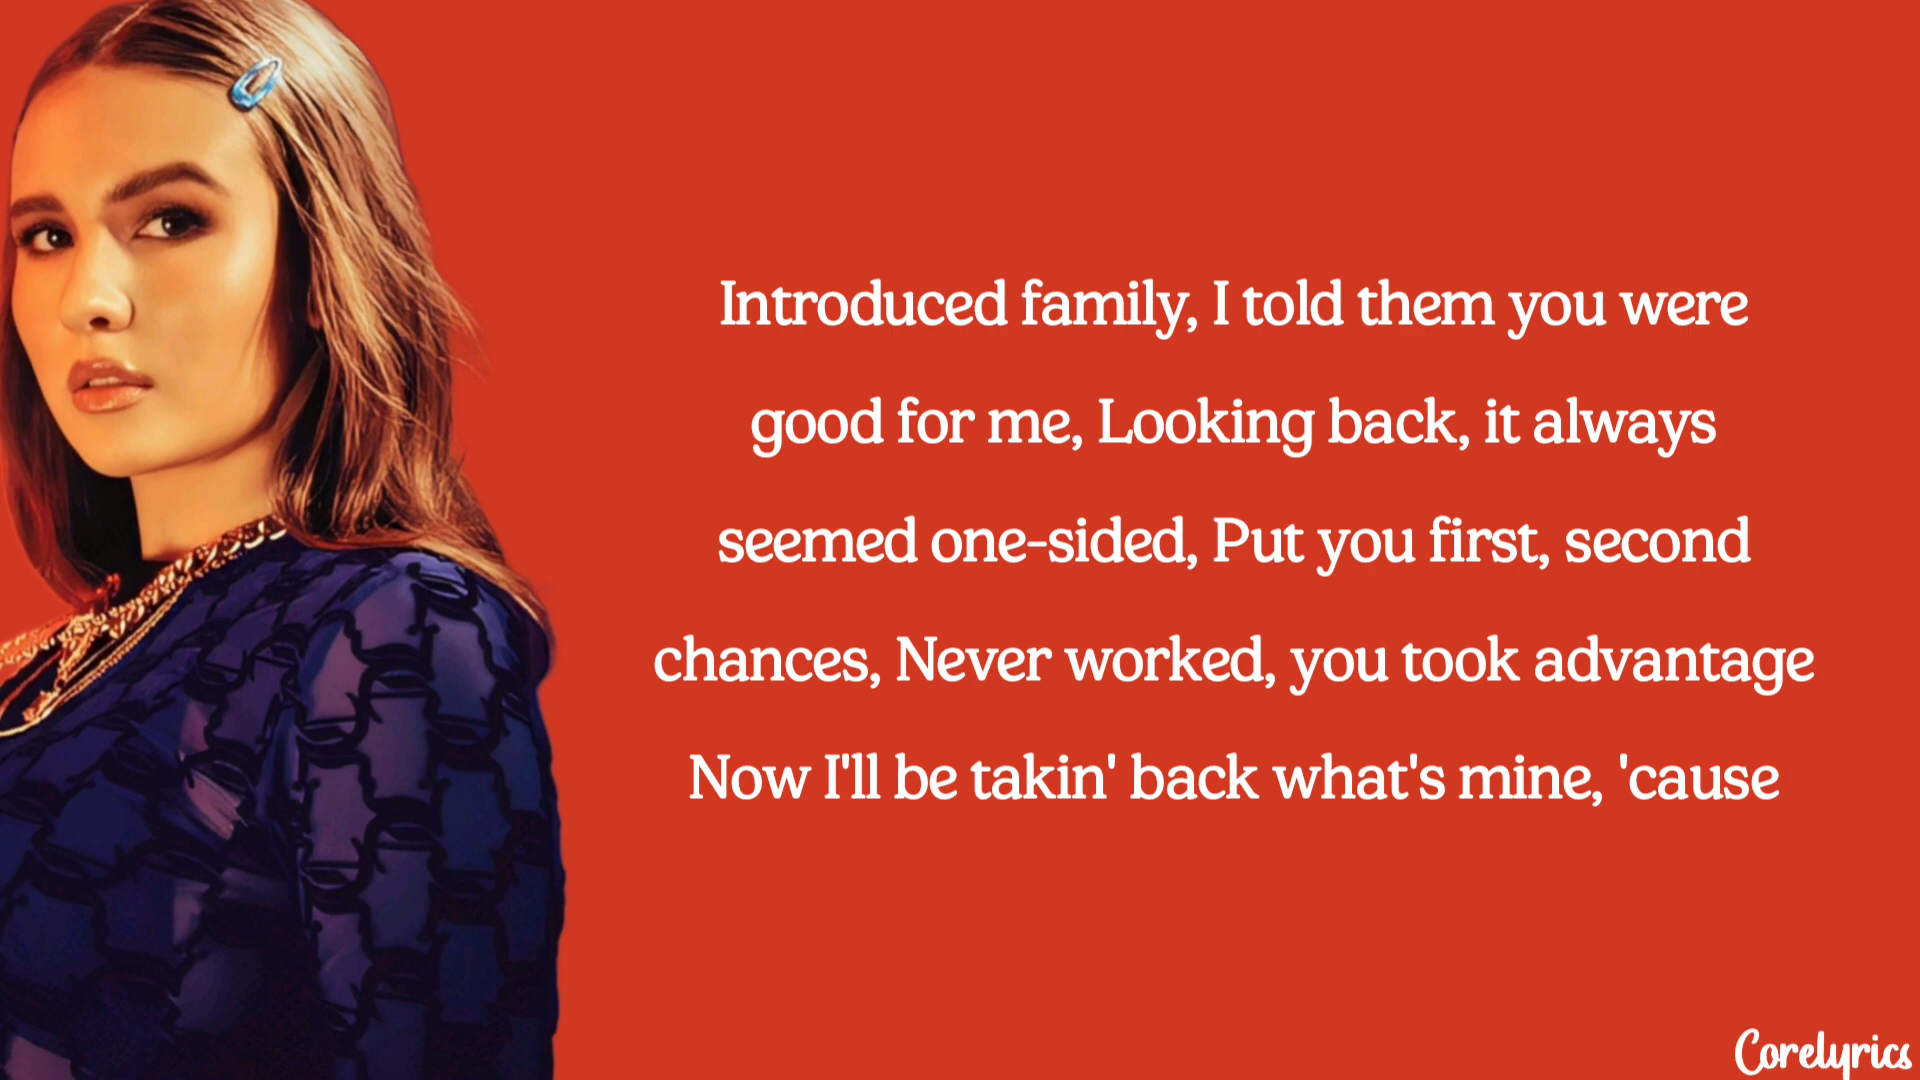 Introduced family, I told them you were
good for me, Looking back, it always
seemed one-sided, Put you first, second
chances, Never worked, you took advantage
Now I'll be takin' back what's mine, 'cause
Corelyrics